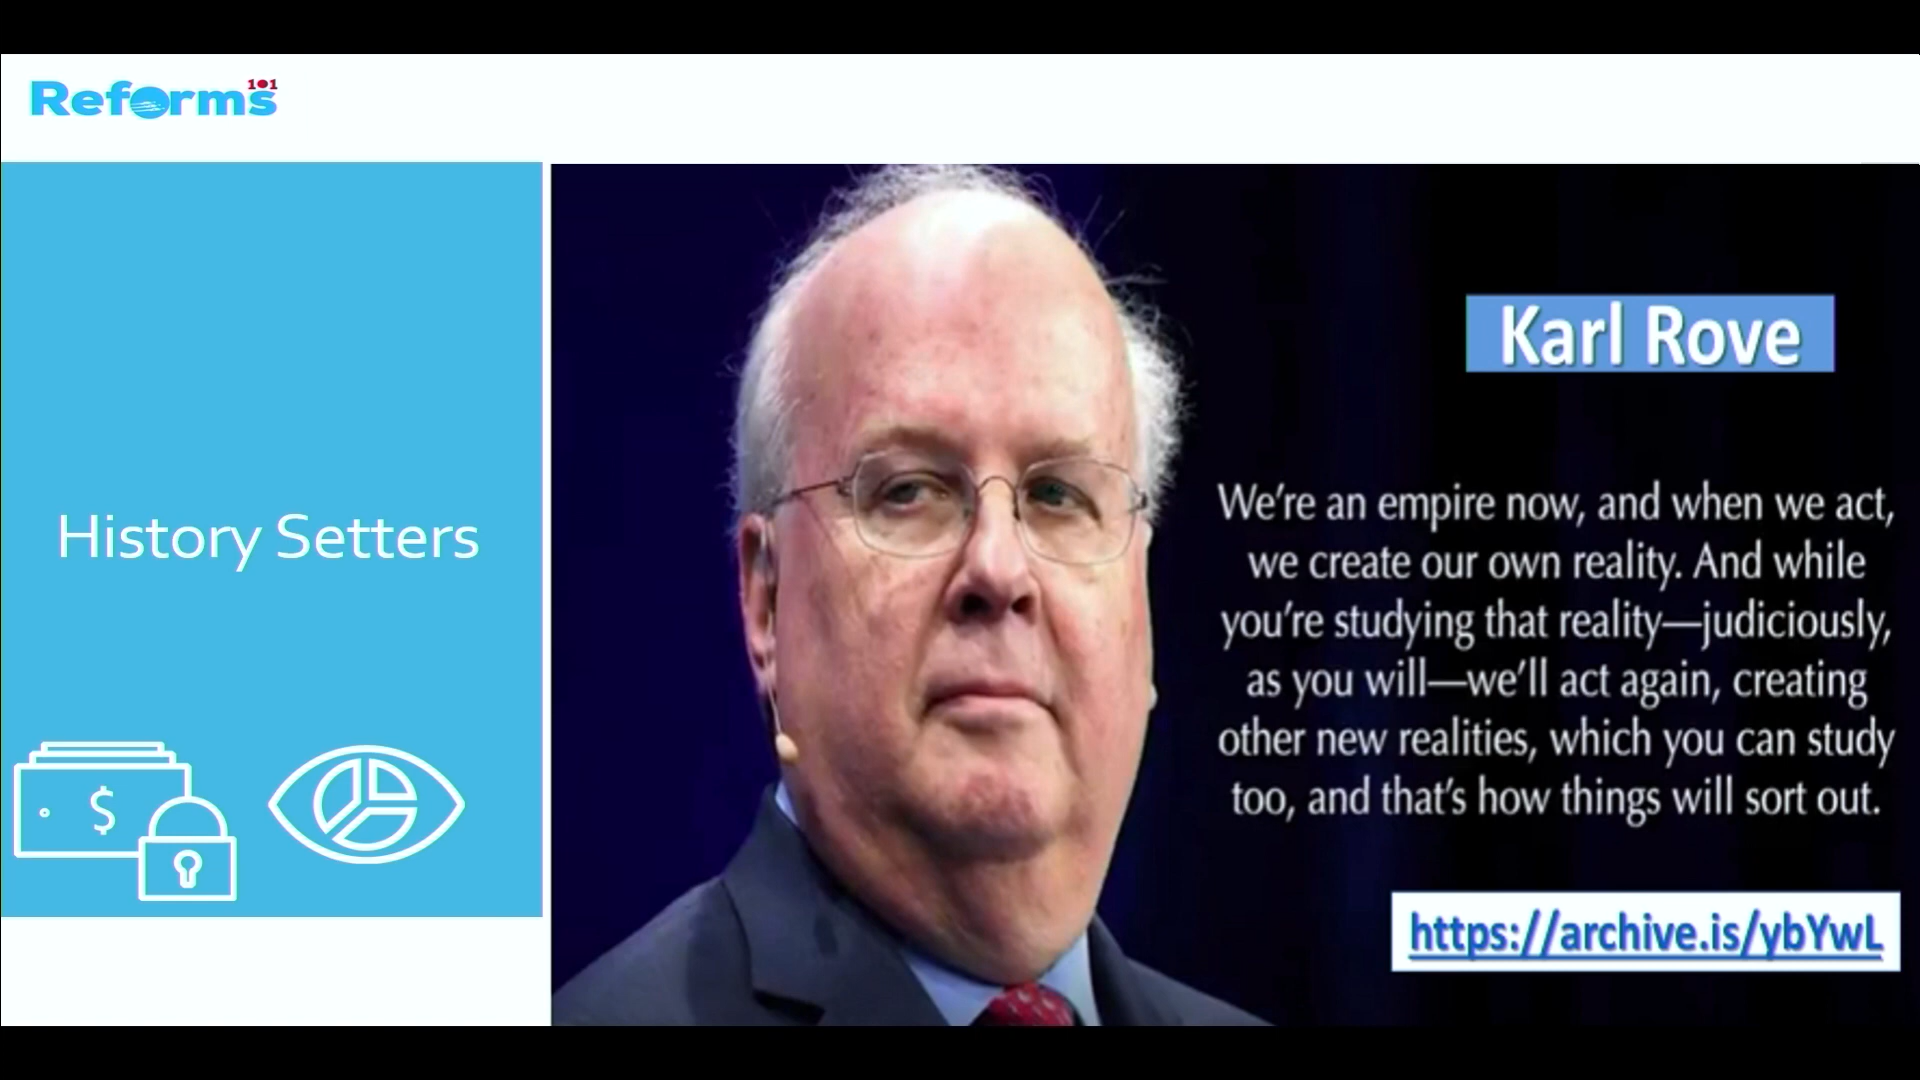 Reforms 101
History Setters
$
Karl Rove
We're an empire now, and when we act,
we create our own reality. And while
you're studying that reality—judiciously,
as you will—we'll act again, creating
other new realities, which you can study
too, and that's how things will sort out.
https://archive.is/ybYwL